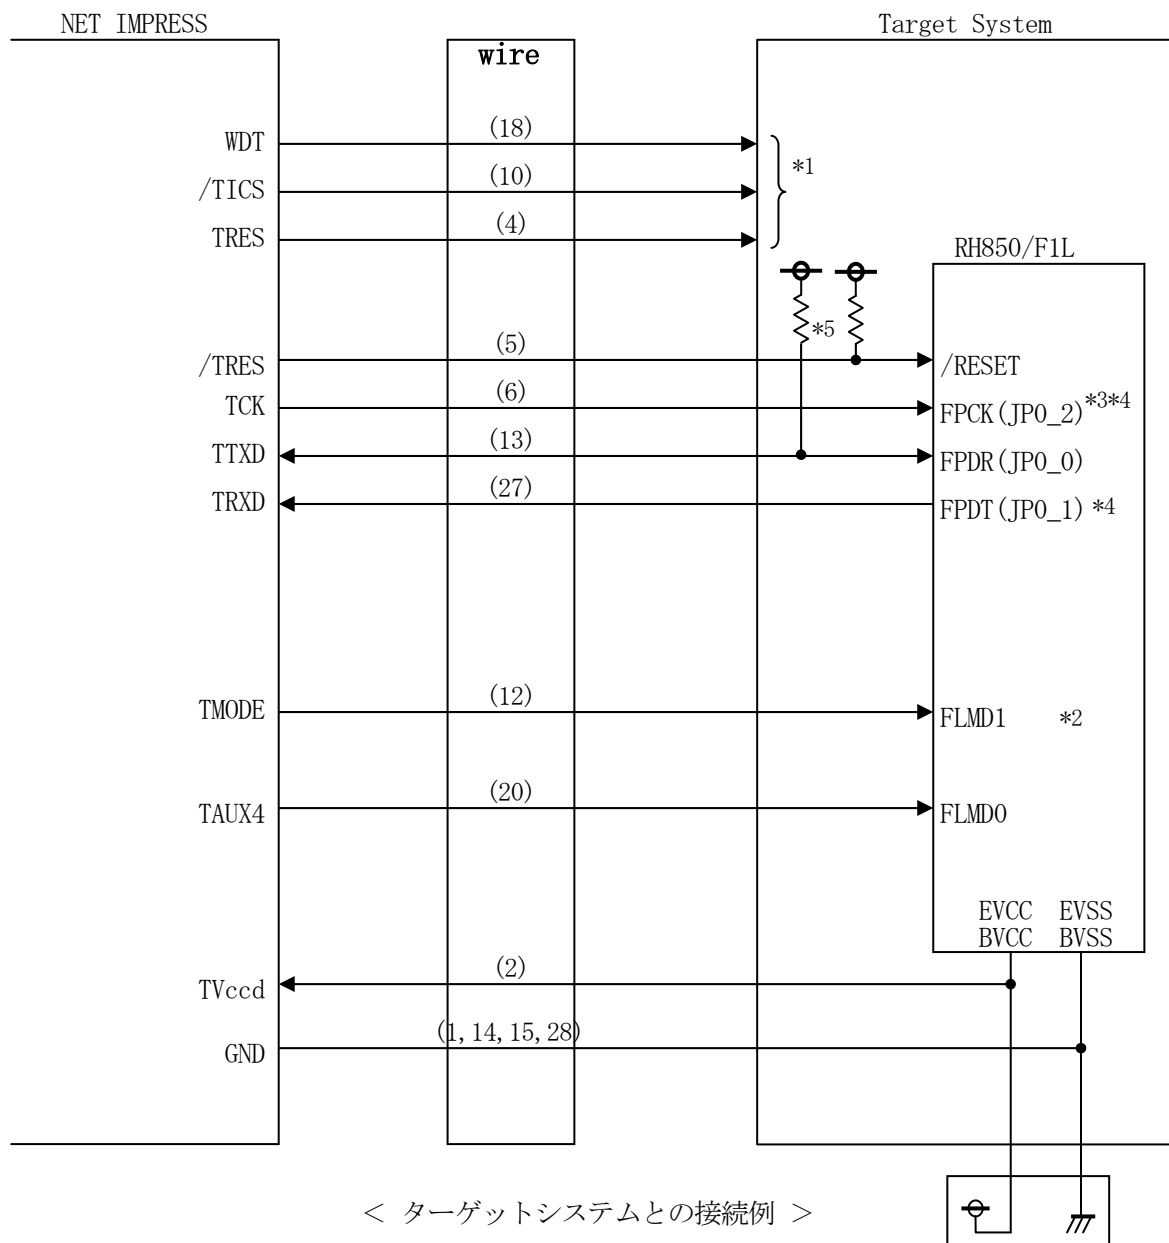 NET IMPRESS
Target System
wire
WDT (18)
*1
/TICS (10)
TRES (4)
RH850/F1L
*5
/TRES (5) /RESET
TCK (6) FPCK(JP0_2)*3*4
TTXD (13) FPDR(JP0_0)
TRXD (27) FPDT(JP0_1) *4
TMODE (12) FLMD1 *2
TAUX4 (20) FLMD0
EVCC EVSS
BVCC BVSS
TVccd (2)
GND (1,14,15,28)
< ターゲットシステムとの接続例 >